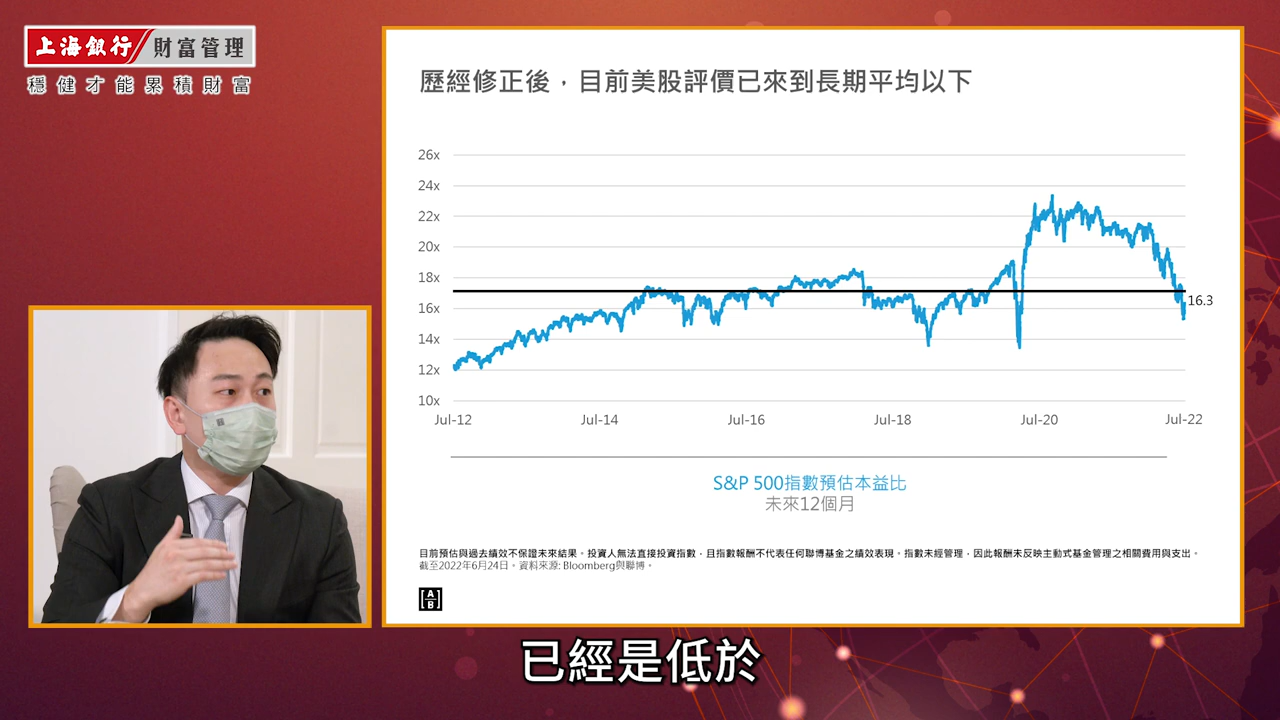 上海銀行 財富管理
穩健才能累積財富
歷經修正後，目前美股評價已來到長期平均以下
26x
24x
22x
20x
18x
16x
14x
12x
10x
16.3
Jul-12 Jul-14 Jul-16 Jul-18 Jul-20 Jul-22
S&P 500指數預估本益比
未來12個月
目前預估與過去績效不保證未來結果。投資人無法直接投資指數，且指數報酬不代表任何聯博基金之績效表現。指數未經管理，因此報酬未反映主動式基金管理之相關費用與支出。
截至2022年6月24日。資料來源: Bloomberg與聯博。
[A/B]
已經是低於